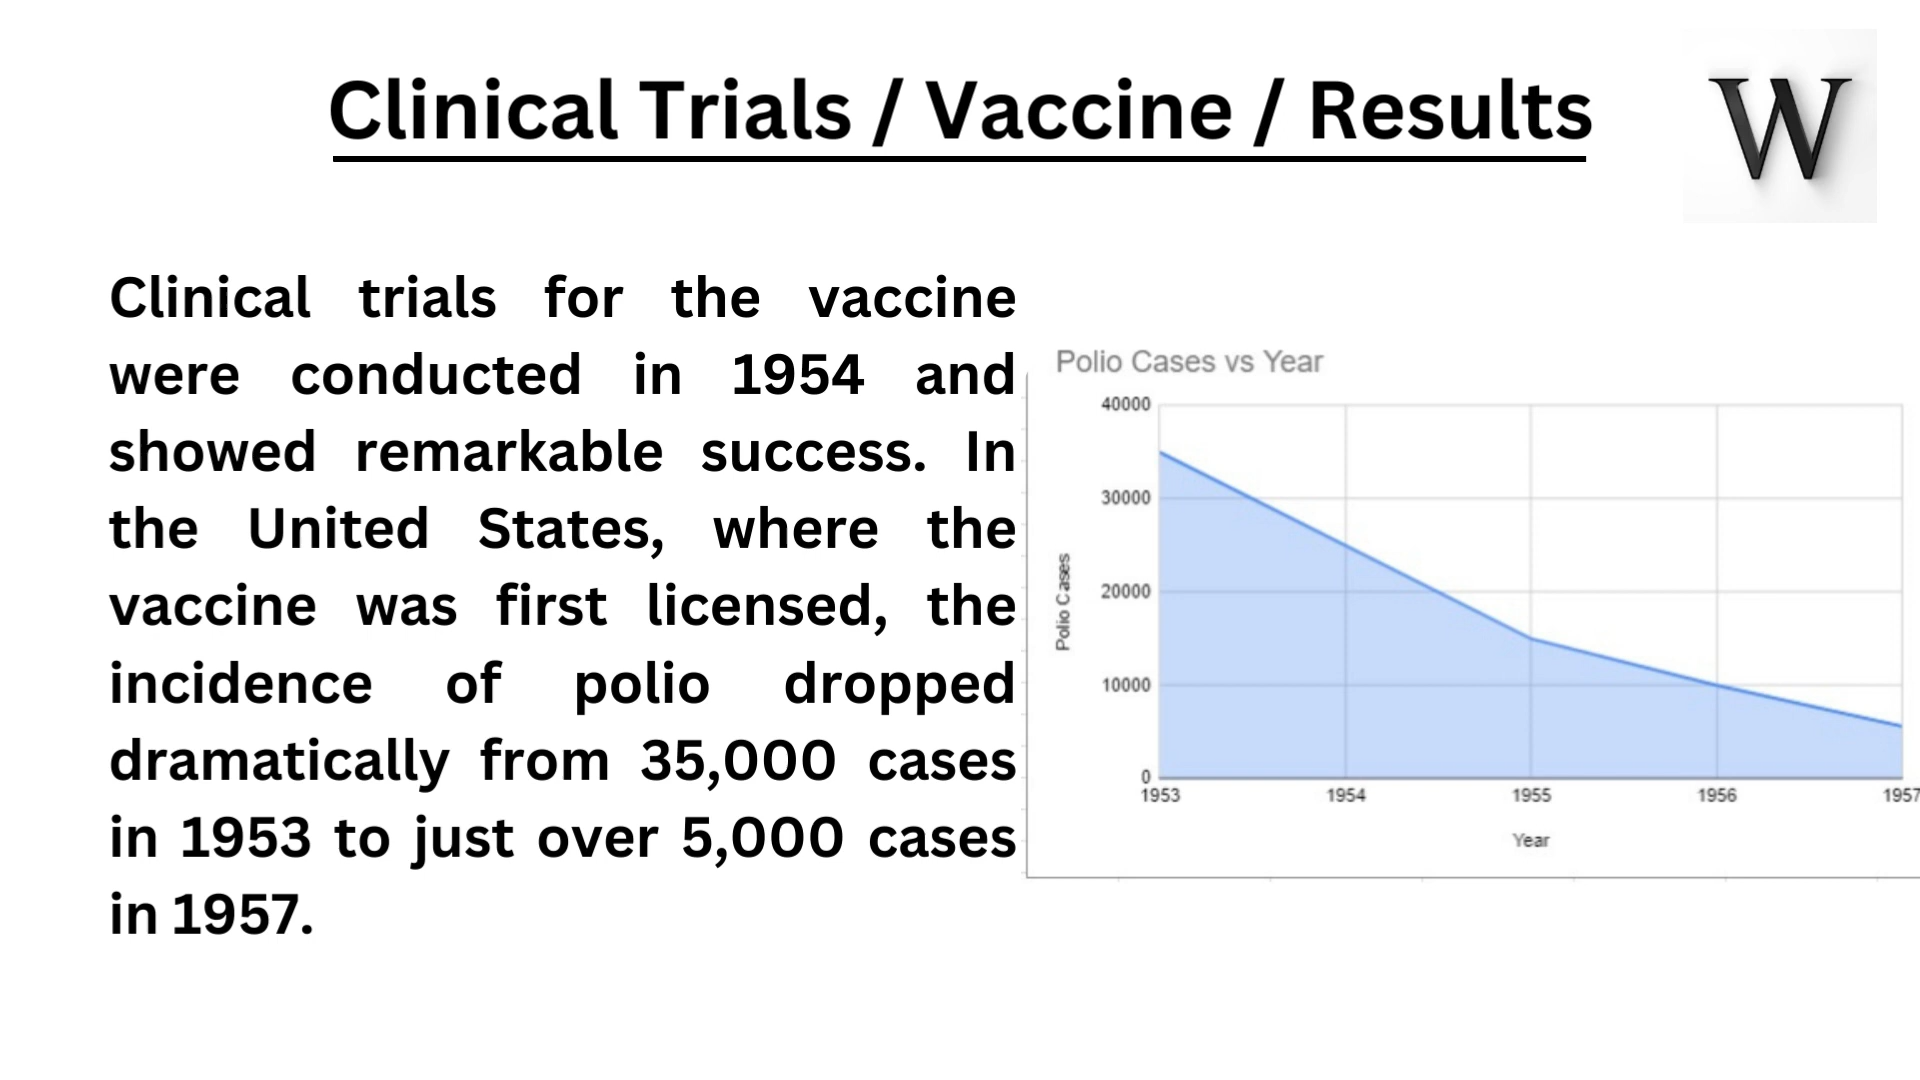 Clinical Trials / Vaccine / Results
W
Clinical trials for the vaccine
were conducted in 1954 and
showed remarkable success. In
the United States, where the
vaccine was first licensed, the
incidence of polio dropped
dramatically from 35,000 cases
in 1953 to just over 5,000 cases
in 1957.
Polio Cases vs Year
40000
30000
20000
10000
0
Polio Cases
1953 1954 1955 1956 1957
Year